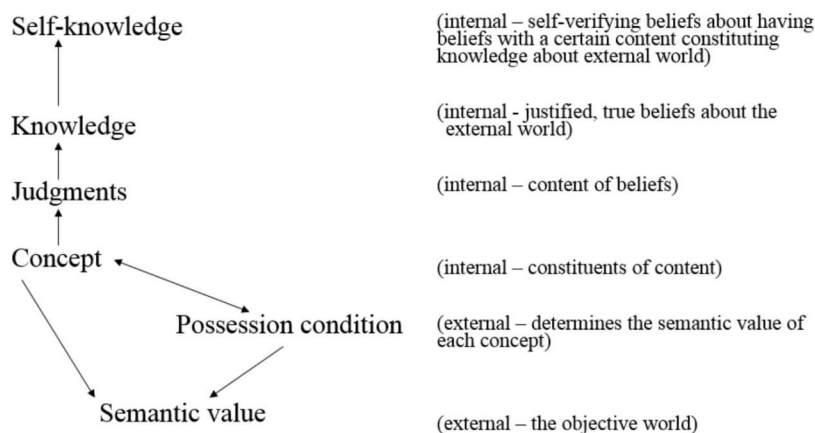 Self-knowledge
(internal – self-verifying beliefs about having
beliefs with a certain content constituting
knowledge about external world)
Knowledge
(internal - justified, true beliefs about the
external world)
Judgments
(internal – content of beliefs)
Concept
(internal – constituents of content)
Possession condition
(external – determines the semantic value of
each concept)
Semantic value
(external – the objective world)